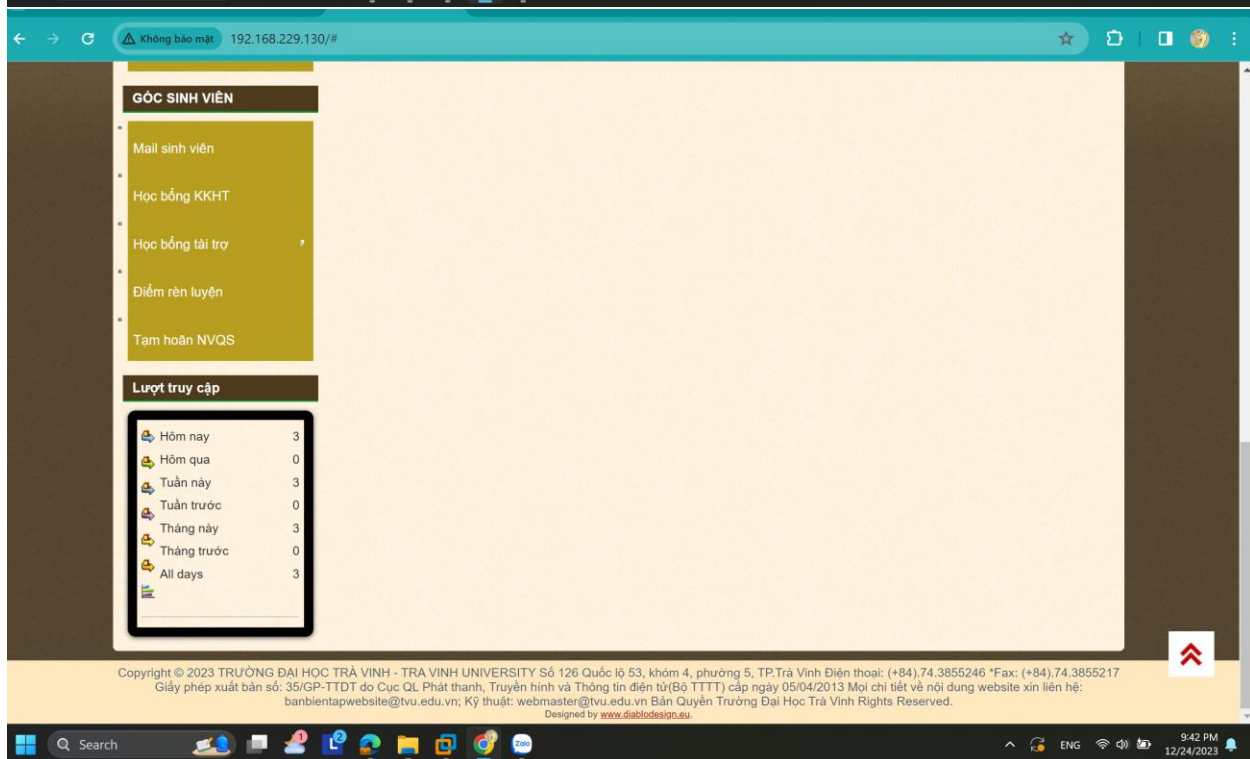 Không bảo mật 192.168.229.130/#
GÓC SINH VIÊN
Mail sinh viên
Học bổng KKHT
Học bổng tài trợ
Điểm rèn luyện
Tạm hoãn NVQS
Lượt truy cập
Hôm nay 3
Hôm qua 0
Tuần này 3
Tuần trước 0
Tháng này 3
Tháng trước 0
All days 3
Copyright © 2023 TRƯỜNG ĐẠI HỌC TRÀ VINH - TRA VINH UNIVERSITY Số 126 Quốc lộ 53, khóm 4, phường 5, TP.Trà Vinh Điện thoại: (+84).74.3855246 *Fax: (+84).74.3855217
Giấy phép xuất bản số: 35/GP-TTDT do Cục QL Phát thanh, Truyền hình và Thông tin điện tử(Bộ TTTT) cấp ngày 05/04/2013 Mọi chi tiết về nội dung website xin liên hệ:
banbientapwebsite@tvu.edu.vn; Kỹ thuật: webmaster@tvu.edu.vn Bản Quyền Trường Đại Học Trà Vinh Rights Reserved.
Designed by www.diablodesign.eu.
Search
1
L 2
Zalo
ENG
9:42 PM
12/24/2023